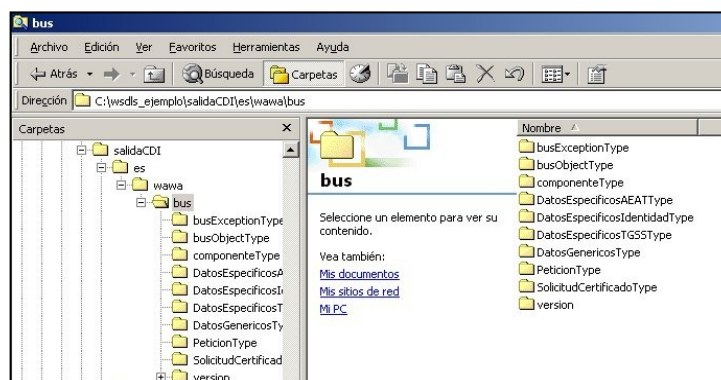 bus
Archivo Edición Ver Favoritos Herramientas Ayuda
Atrás Búsqueda Carpetas
Dirección C:\wsdls_ejemplo\salidaCDI\es\wawa\bus
Carpetas
salidaCDI
es
wawa
bus
busExceptionType
busObjectType
componenteType
DatosEspecificosA
DatosEspecificosI
DatosEspecificosT
DatosGenericosTy
PeticionType
SolicitudCertificad
version
bus
Seleccione un elemento para ver su
contenido.
Vea también:
Mis documentos
Mis sitios de red
Mi PC
Nombre
busExceptionType
busObjectType
componenteType
DatosEspecificosAEATType
DatosEspecificosIdentidadType
DatosEspecificosTGSSType
DatosGenericosType
PeticionType
SolicitudCertificadoType
version